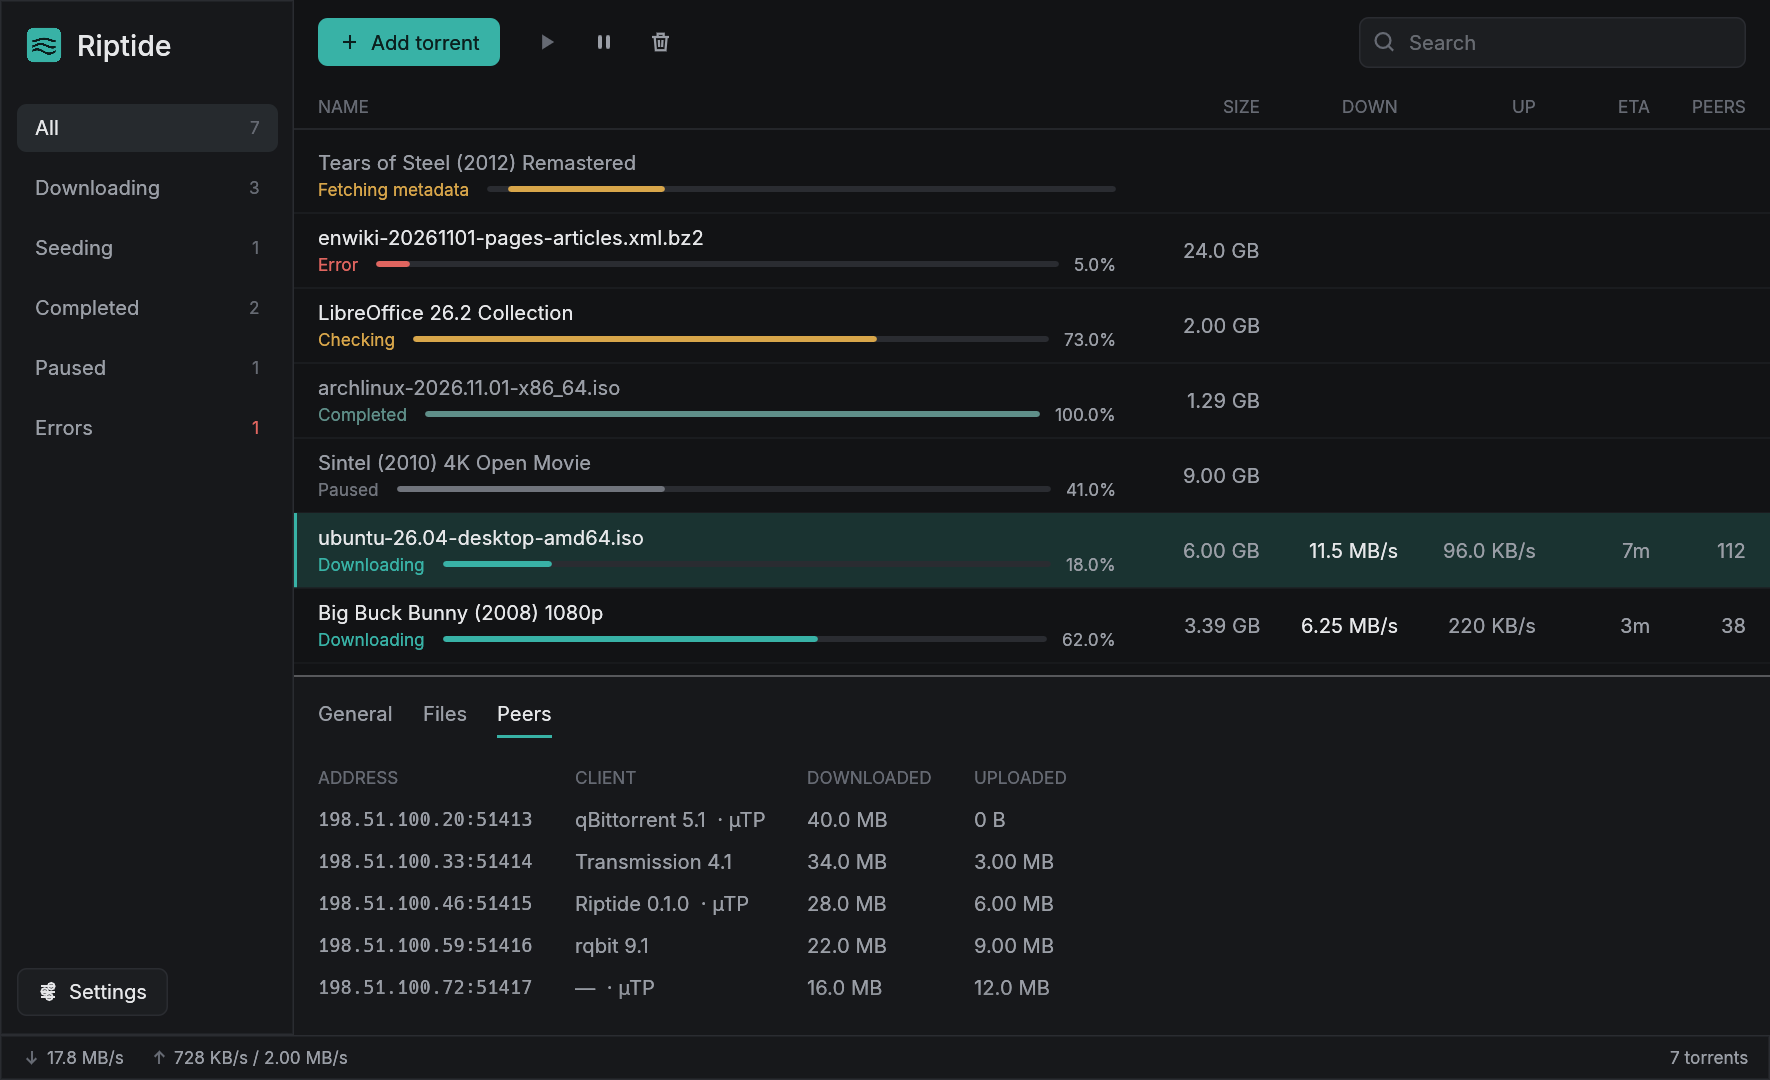 Riptide
All 7
Downloading 3
Seeding 1
Completed 2
Paused 1
Errors 1
Settings
+ Add torrent
Search
NAME SIZE DOWN UP ETA PEERS
Tears of Steel (2012) Remastered
Fetching metadata
enwiki-20261101-pages-articles.xml.bz2
Error 5.0% 24.0 GB
LibreOffice 26.2 Collection
Checking 73.0% 2.00 GB
archlinux-2026.11.01-x86_64.iso
Completed 100.0% 1.29 GB
Sintel (2010) 4K Open Movie
Paused 41.0% 9.00 GB
ubuntu-26.04-desktop-amd64.iso
Downloading 18.0% 6.00 GB 11.5 MB/s 96.0 KB/s 7m 112
Big Buck Bunny (2008) 1080p
Downloading 62.0% 3.39 GB 6.25 MB/s 220 KB/s 3m 38
General Files Peers
ADDRESS CLIENT DOWNLOADED UPLOADED
198.51.100.20:51413 qBittorrent 5.1 · µTP 40.0 MB 0 B
198.51.100.33:51414 Transmission 4.1 34.0 MB 3.00 MB
198.51.100.46:51415 Riptide 0.1.0 · µTP 28.0 MB 6.00 MB
198.51.100.59:51416 rqbit 9.1 22.0 MB 9.00 MB
198.51.100.72:51417 — · µTP 16.0 MB 12.0 MB
↓ 17.8 MB/s ↑ 728 KB/s / 2.00 MB/s 7 torrents